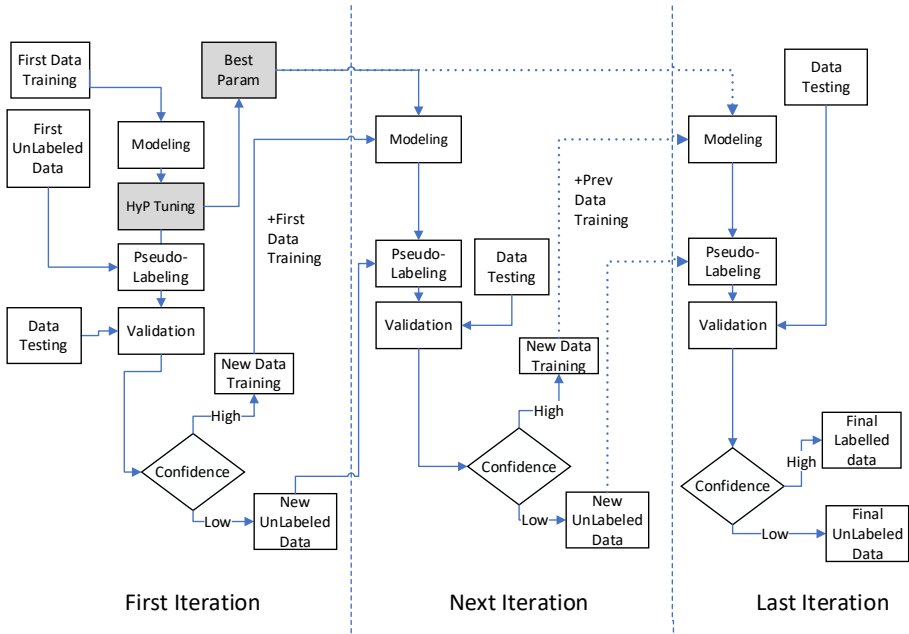 First Data
Training
Best
Param
First
UnLabeled
Data
Modeling
HyP Tuning
Pseudo-
Labeling
+First
Data
Training
Data
Testing
Validation
New Data
Training
High
Confidence
Low
New
UnLabeled
Data
First Iteration
Modeling
Pseudo-
Labeling
Data
Testing
+Prev
Data
Training
Validation
New Data
Training
High
Confidence
Low
New
UnLabeled
Data
Next Iteration
Data
Testing
Modeling
Pseudo-
Labeling
Validation
Confidence
High
Final
Labelled
data
Low
Final
UnLabeled
Data
Last Iteration